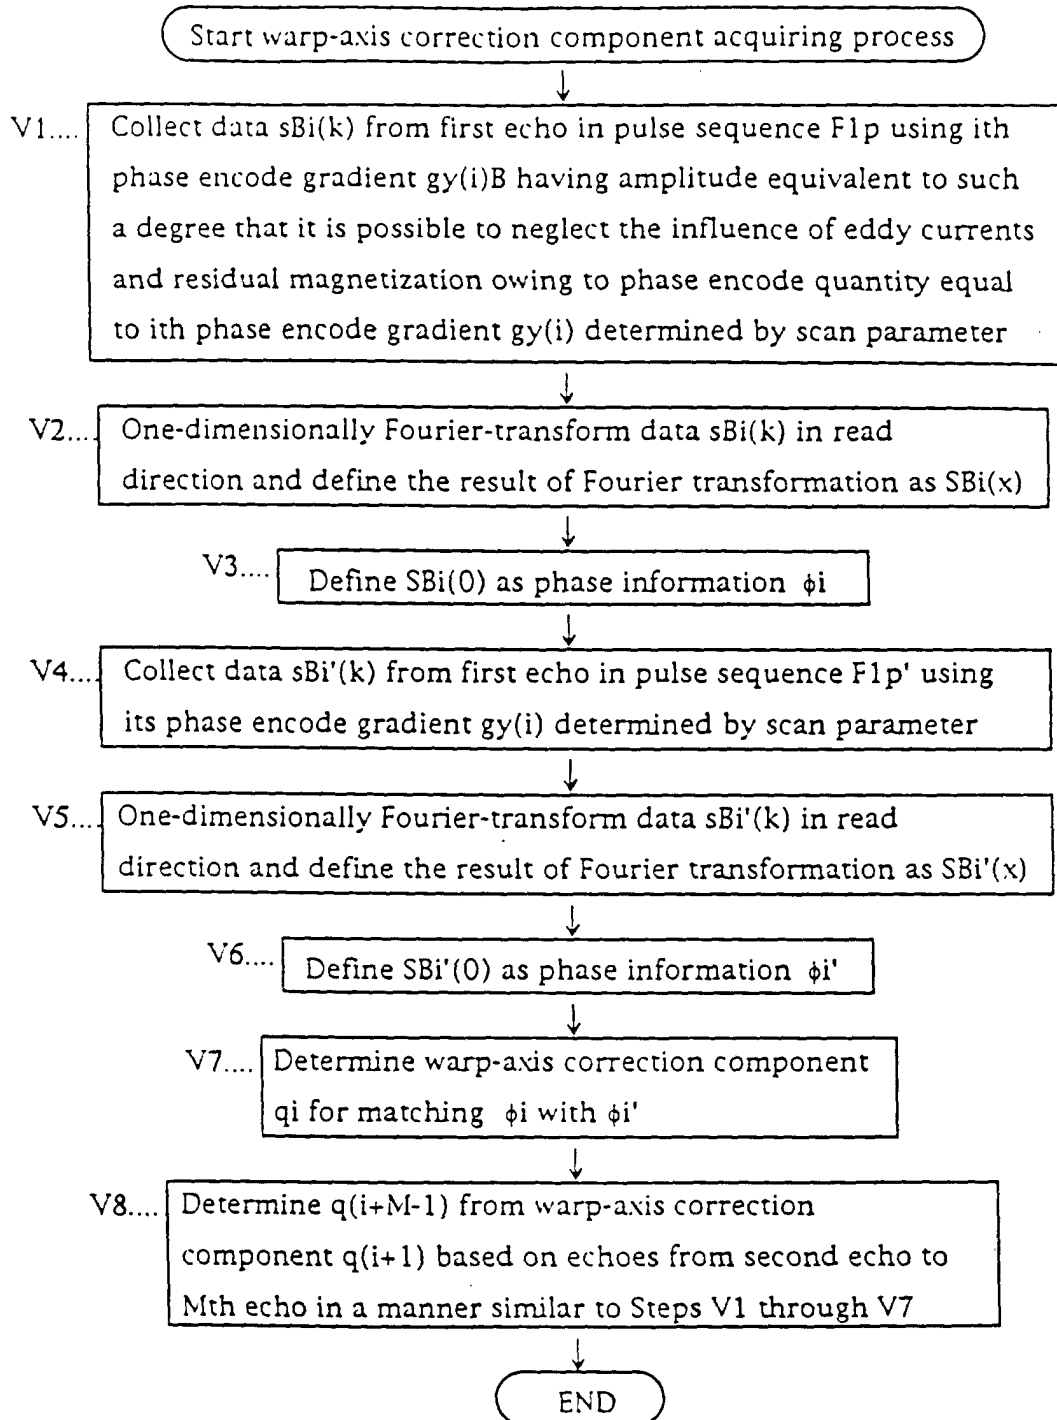 Start warp-axis correction component acquiring process
V1.... Collect data sBi(k) from first echo in pulse sequence F1p using ith
phase encode gradient gy(i)B having amplitude equivalent to such
a degree that it is possible to neglect the influence of eddy currents
and residual magnetization owing to phase encode quantity equal
to ith phase encode gradient gy(i) determined by scan parameter
V2.... One-dimensionally Fourier-transform data sBi(k) in read
direction and define the result of Fourier transformation as SBi(x)
V3.... Define SBi(0) as phase information ϕi
V4.... Collect data sBi'(k) from first echo in pulse sequence F1p' using
its phase encode gradient gy(i) determined by scan parameter
V5.... One-dimensionally Fourier-transform data sBi'(k) in read
direction and define the result of Fourier transformation as SBi'(x)
V6.... Define SBi'(0) as phase information ϕi'
V7.... Determine warp-axis correction component
qi for matching ϕi with ϕi'
V8.... Determine q(i+M-1) from warp-axis correction
component q(i+1) based on echoes from second echo to
Mth echo in a manner similar to Steps V1 through V7
END